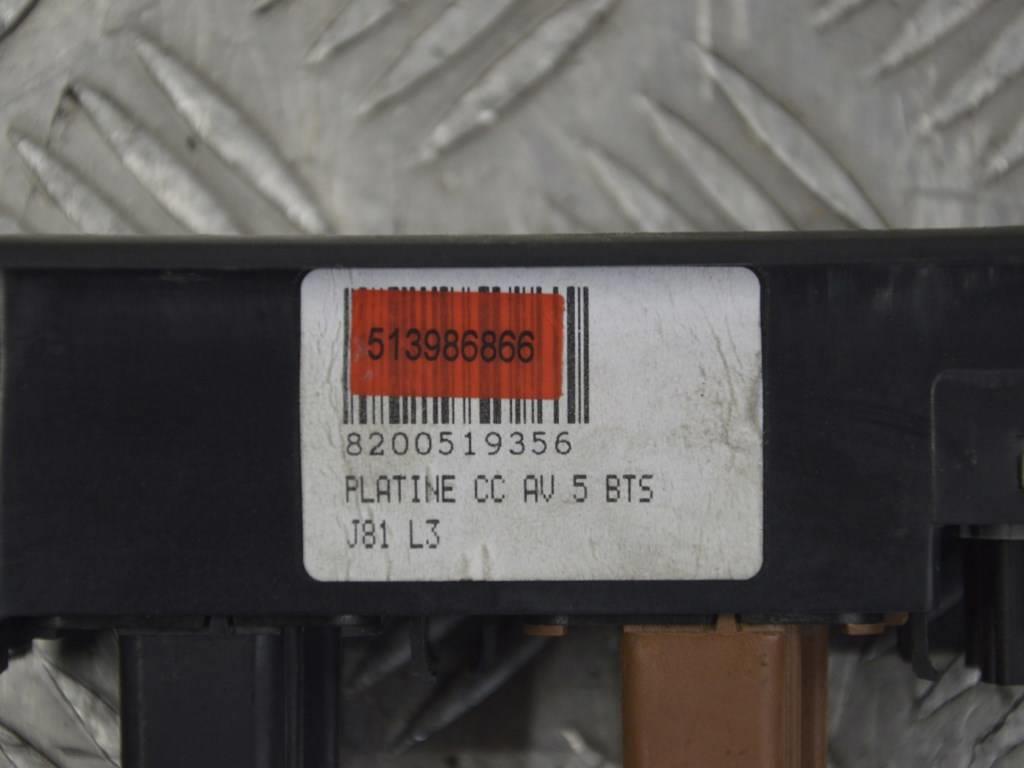 513986866
8200519356
PLATINE CC AV 5 BTS
J81 L3